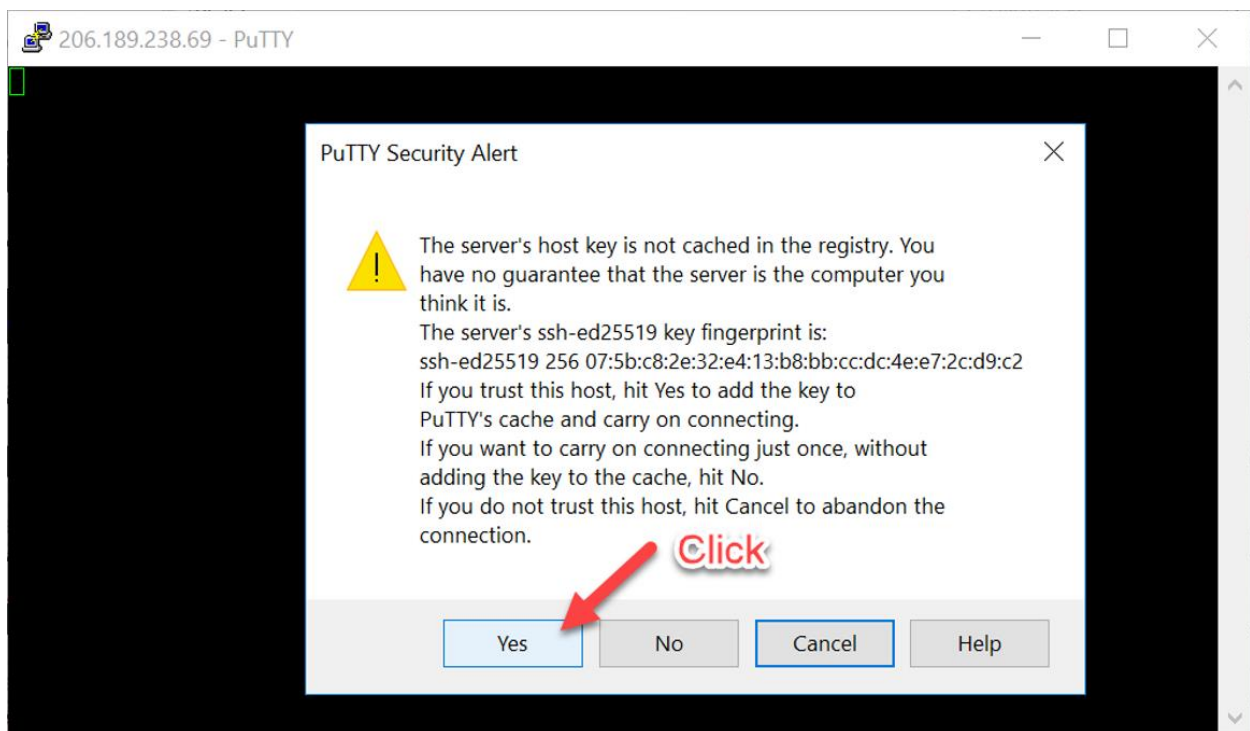 206.189.238.69 - PuTTY
PuTTY Security Alert
The server's host key is not cached in the registry. You
have no guarantee that the server is the computer you
think it is.
The server's ssh-ed25519 key fingerprint is:
ssh-ed25519 256 07:5b:c8:2e:32:e4:13:b8:bb:cc:dc:4e:e7:2c:d9:c2
If you trust this host, hit Yes to add the key to
PuTTY's cache and carry on connecting.
If you want to carry on connecting just once, without
adding the key to the cache, hit No.
If you do not trust this host, hit Cancel to abandon the
connection.
Click
Yes No Cancel Help